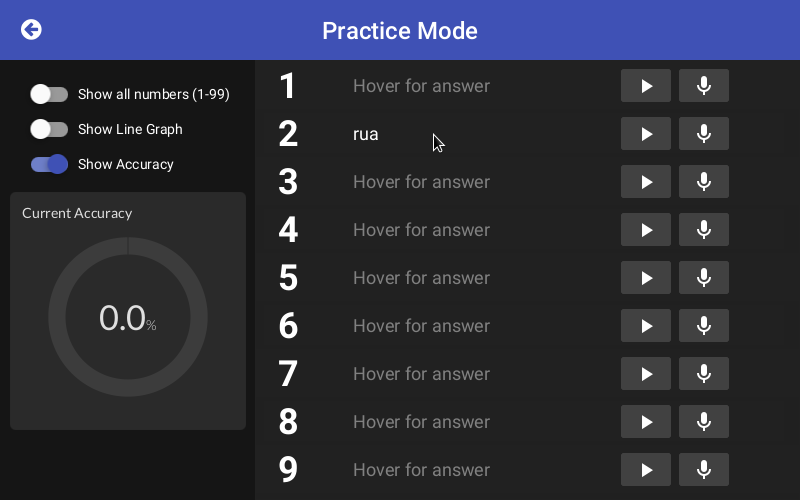 Practice Mode
Show all numbers (1-99)
Show Line Graph
Show Accuracy
Current Accuracy
0.0%
1 Hover for answer
2 rua
3 Hover for answer
4 Hover for answer
5 Hover for answer
6 Hover for answer
7 Hover for answer
8 Hover for answer
9 Hover for answer